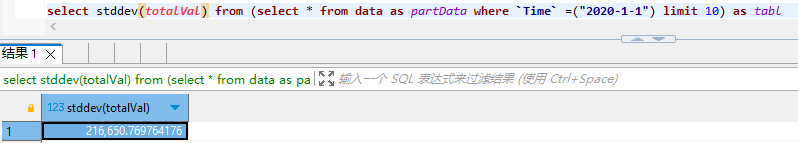 select stddev(totalVal) from (select * from data as partData where `Time` =("2020-1-1") limit 10) as tabl
结果 1
select stddev(totalVal) from (select * from data as pa
输入一个 SQL 表达式来过滤结果 (使用 Ctrl+Space)
123 stddev(totalVal)
1 216,650.769764176